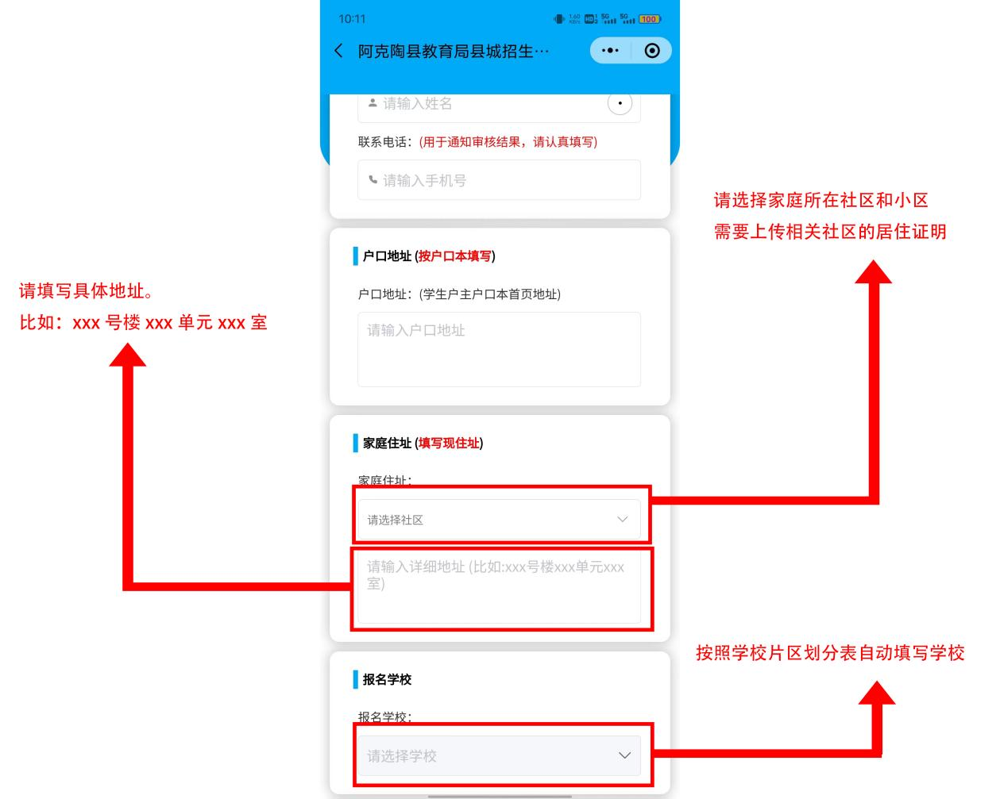 10:11
1.60 KB/s HD 1 2 5G 5G 100
阿克陶县教育局县城招生…
请输入姓名
联系电话：(用于通知审核结果，请认真填写)
请输入手机号
请选择家庭所在社区和小区
需要上传相关社区的居住证明
户口地址 (按户口本填写)
请填写具体地址。
比如：xxx 号楼 xxx 单元 xxx 室
户口地址：(学生户主户口本首页地址)
请输入户口地址
家庭住址 (填写现住址)
家庭住址：
请选择社区
请输入详细地址 (比如:xxx号楼xxx单元xxx
室)
按照学校片区划分表自动填写学校
报名学校
报名学校：
请选择学校